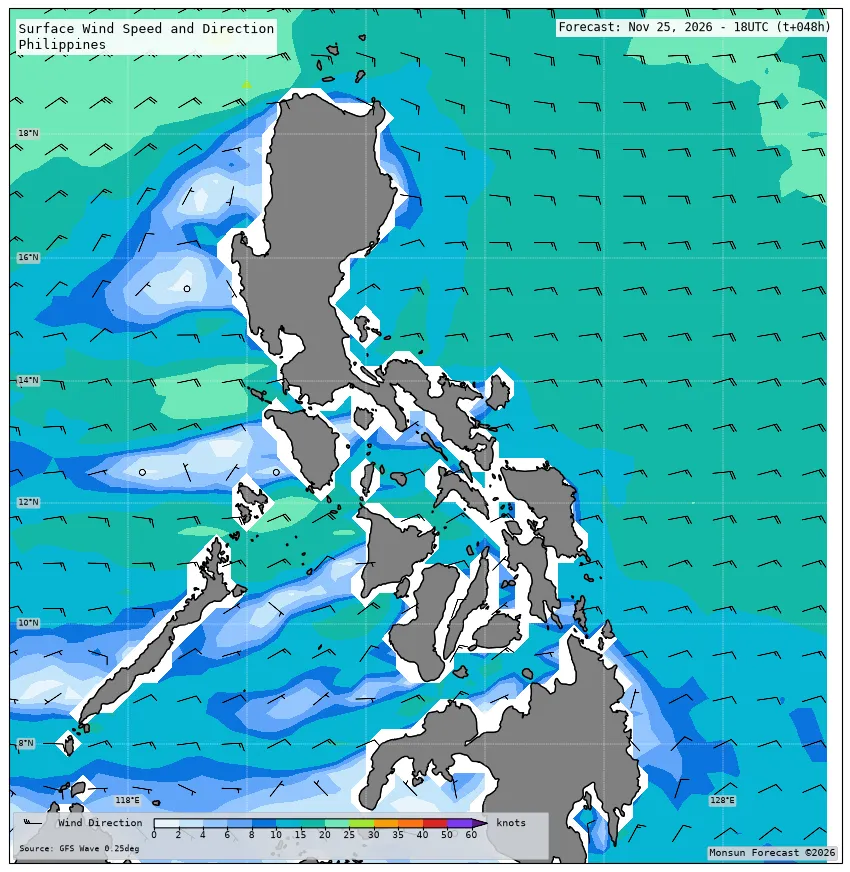 Surface Wind Speed and Direction
Philippines
Forecast: Nov 25, 2026 - 18UTC (t+048h)
18°N
16°N
14°N
12°N
10°N
8°N
118°E
128°E
Wind Direction
0 2 4 6 8 10 15 20 25 30 35 40 50 60
knots
Source: GFS Wave 0.25deg
Monsun Forecast ©2026